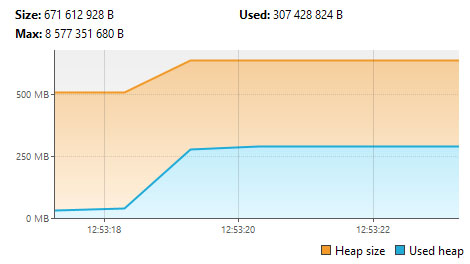 Size: 671 612 928 B Used: 307 428 824 B
Max: 8 577 351 680 B
500 MB
250 MB
0 MB
12:53:18 12:53:20 12:53:22
Heap size Used heap